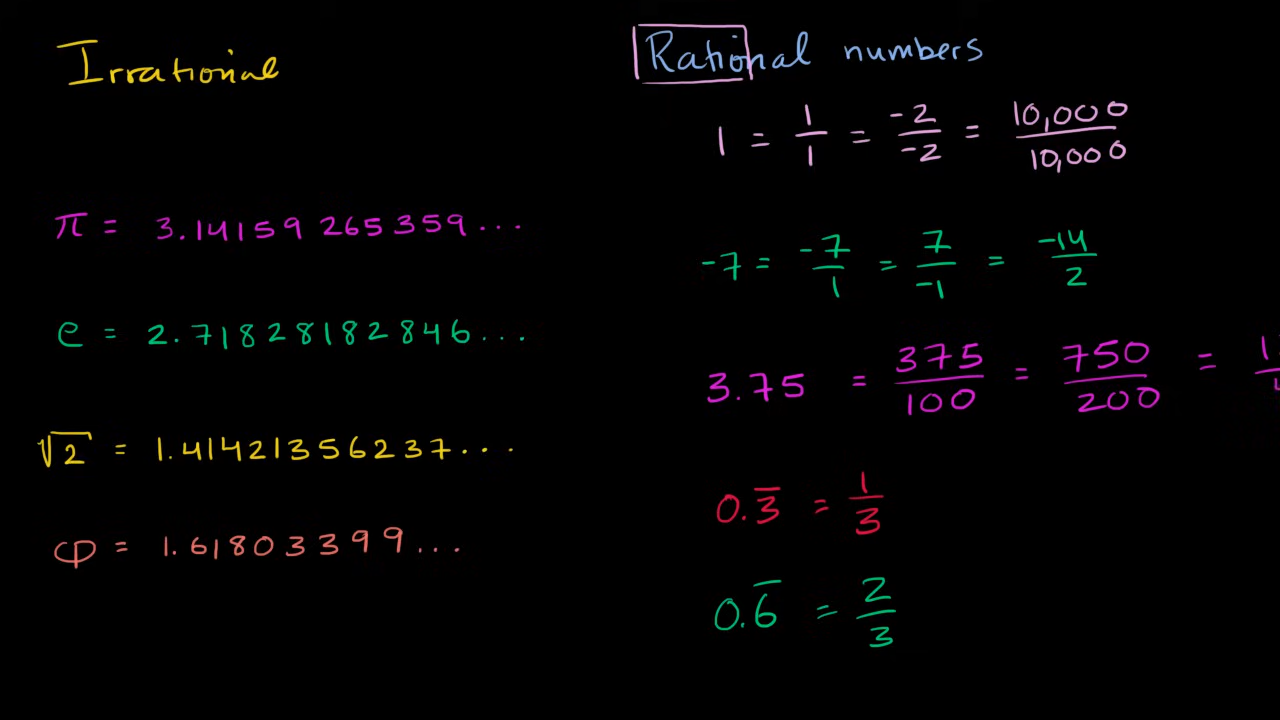 Irrational
π = 3.14159265359...
e = 2.71828182846...
√2 = 1.41421356237...
φ = 1.61803399...
Rational numbers
1 = 1/1 = -2/-2 = 10,000/10,000
-7 = -7/1 = 7/-1 = -14/2
3.75 = 375/100 = 750/200 =
0.3̅ = 1/3
0.6̅ = 2/3